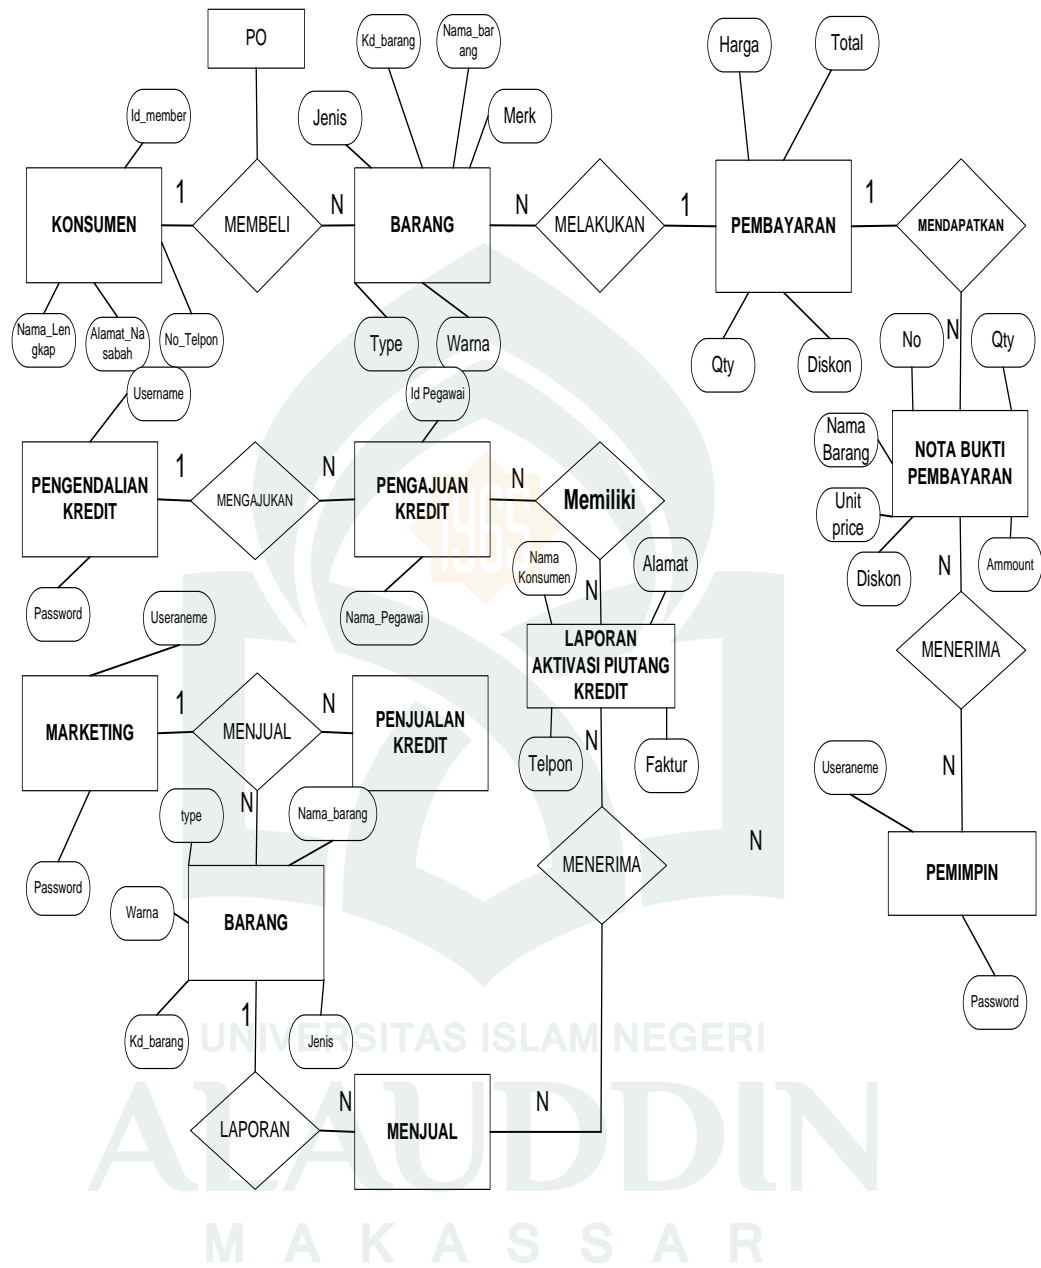 PO
Kd_barang
Nama_bar
ang
Harga
Total
Id_member
Jenis
Merk
KONSUMEN
1
MEMBELI
N
BARANG
N
MELAKUKAN
1
PEMBAYARAN
1
MENDAPATKAN
Nama_Len
gkap
Alamat_Na
sabah
No_Telpon
Type
Warna
Qty
Diskon
No
N
Qty
Username
Id Pegawai
PENGENDALIAN
KREDIT
1
MENGAJUKAN
N
PENGAJUAN
KREDIT
N
Memiliki
Nama
Barang
NOTA BUKTI
PEMBAYARAN
Unit
price
1965
Password
Nama_Pegawai
Nama
Konsumen
N
Alamat
Diskon
N
Ammount
Useraneme
LAPORAN
AKTIVASI PIUTANG
KREDIT
MENERIMA
MARKETING
1
MENJUAL
N
PENJUALAN
KREDIT
Telpon
N
Faktur
Useraneme
N
type
N
Nama_barang
Password
Warna
BARANG
MENERIMA
N
PEMIMPIN
Password
Kd_barang
1
Jenis
UNIVERSITAS ISLAM NEGERI
LAPORAN
N
MENJUAL
N
ALAUDDIN
MAKASSAR